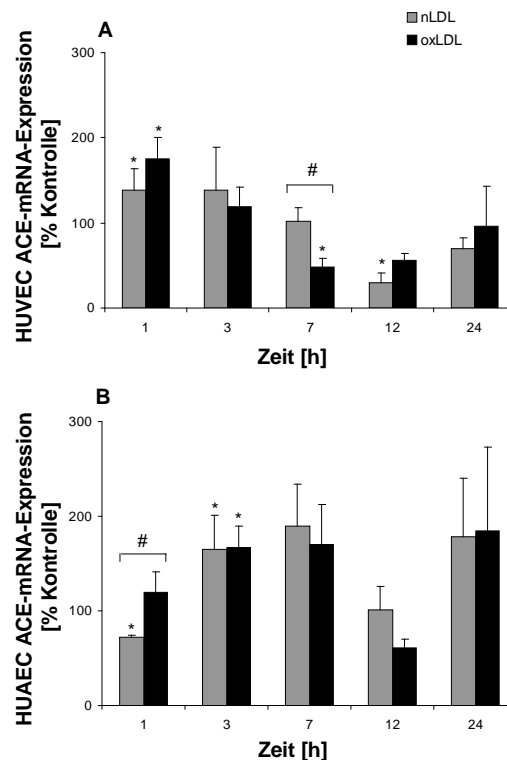 A
nLDL
oxLDL
HUVEC ACE-mRNA-Expression
[% Kontrolle]
300
200
100
0
* * # * *
1 3 7 12 24
Zeit [h]
B
HUAEC ACE-mRNA-Expression
[% Kontrolle]
300
200
100
0
# * * *
1 3 7 12 24
Zeit [h]